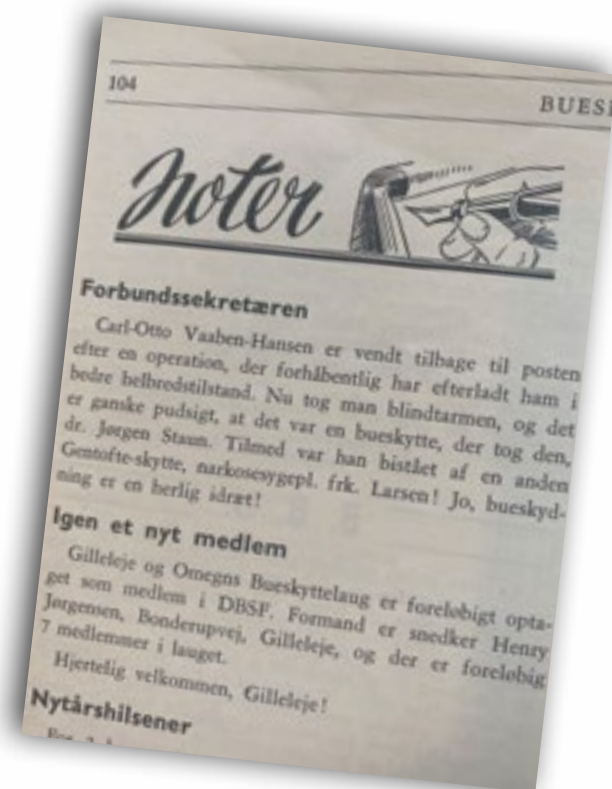 104
BUES
noter
Forbundssekretæren
Carl-Otto Vaaben-Hansen er vendt tilbage til posten
efter en operation, der forhåbentlig har efterladt ham i
bedre helbredstilstand. Nu tog man blindtarmen, og det
er ganske pudsigt, at det var en bueskytte, der tog den,
dr. Jørgen Staun. Tilmed var han bistået af en anden
Gentofte-skytte, narkosesygepl. frk. Larsen! Jo, bueskyd-
ning er en herlig idræt!
Igen et nyt medlem
Gilleleje og Omegns Bueskyttelaug er foreløbigt opta-
get som medlem i DBSF. Formand er snedker Henry
Jørgensen, Bonderupvej, Gilleleje, og der er foreløbig
7 medlemmer i lauget.
Hjertelig velkommen, Gilleleje!
Nytårshilsener